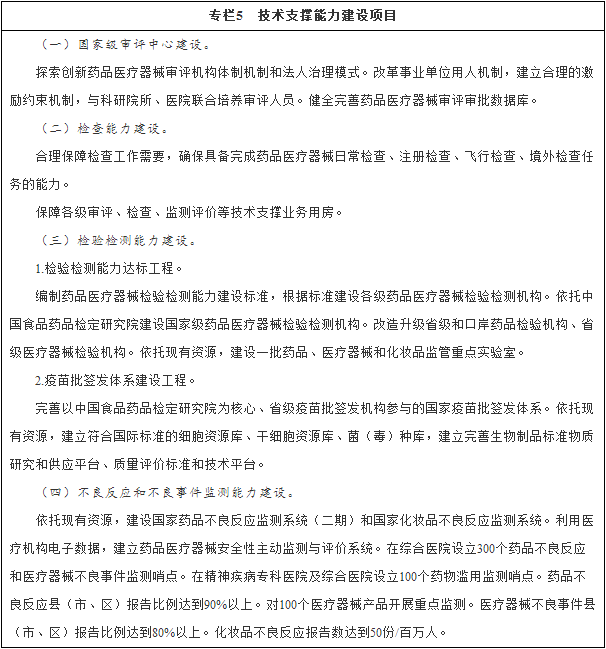 专栏5 技术支撑能力建设项目
（一）国家级审评中心建设。
探索创新药品医疗器械审评机构体制机制和法人治理模式。改革事业单位用人机制，建立合理的激
励约束机制，与科研院所、医院联合培养审评人员。健全完善药品医疗器械审评审批数据库。
（二）检查能力建设。
合理保障检查工作需要，确保具备完成药品医疗器械日常检查、注册检查、飞行检查、境外检查任
务的能力。
保障各级审评、检查、监测评价等技术支撑业务用房。
（三）检验检测能力建设。
1.检验检测能力达标工程。
编制药品医疗器械检验检测能力建设标准，根据标准建设各级药品医疗器械检验检测机构。依托中
国食品药品检定研究院建设国家级药品医疗器械检验检测机构。改造升级省级和口岸药品检验机构、省
级医疗器械检验机构。依托现有资源，建设一批药品、医疗器械和化妆品监管重点实验室。
2.疫苗批签发体系建设工程。
完善以中国食品药品检定研究院为核心、省级疫苗批签发机构参与的国家疫苗批签发体系。依托现
有资源，建立符合国际标准的细胞资源库、干细胞资源库、菌（毒）种库，建立完善生物制品标准物质
研究和供应平台、质量评价标准和技术平台。
（四）不良反应和不良事件监测能力建设。
依托现有资源，建设国家药品不良反应监测系统（二期）和国家化妆品不良反应监测系统。利用医
疗机构电子数据，建立药品医疗器械安全性主动监测与评价系统。在综合医院设立300个药品不良反应
和医疗器械不良事件监测哨点。在精神疾病专科医院及综合医院设立100个药物滥用监测哨点。药品不
良反应县（市、区）报告比例达到90%以上。对100个医疗器械产品开展重点监测。医疗器械不良事件县
（市、区）报告比例达到80%以上。化妆品不良反应报告数达到50份/百万人。